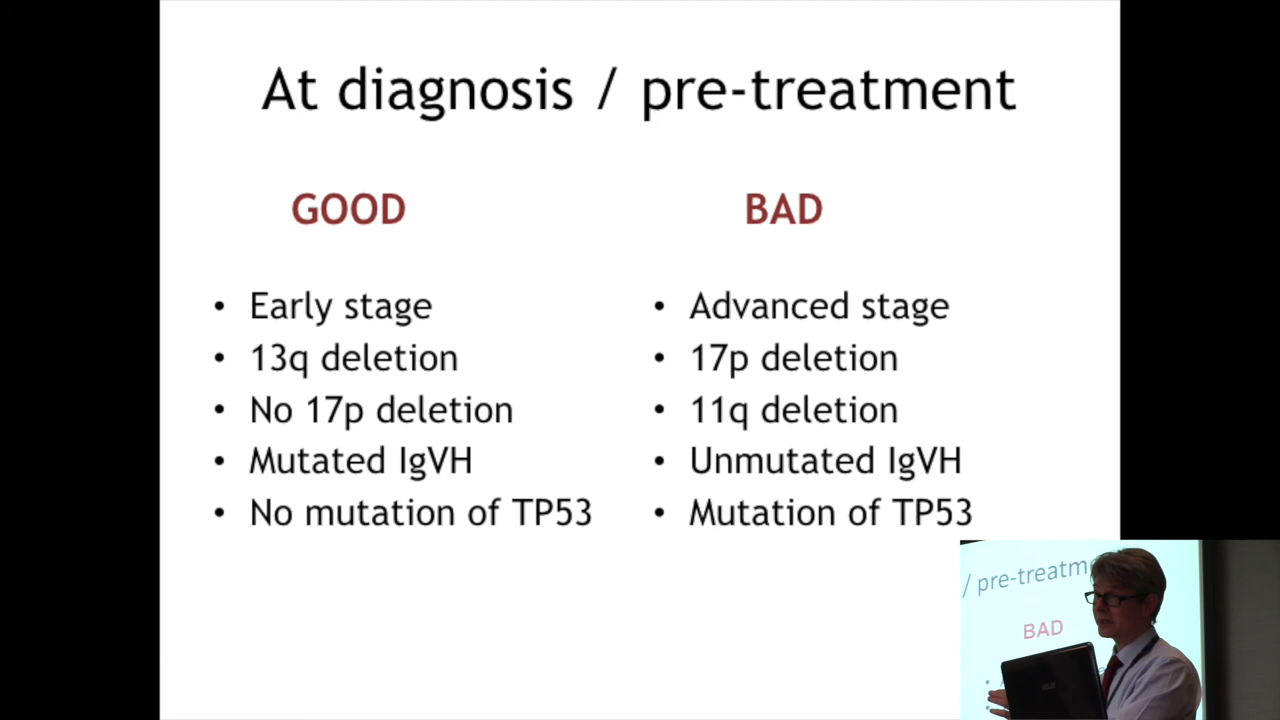 At diagnosis / pre-treatment
GOOD
Early stage
13q deletion
No 17p deletion
Mutated IgVH
No mutation of TP53
BAD
Advanced stage
17p deletion
11q deletion
Unmutated IgVH
Mutation of TP53
/ pre-treatm
BAD